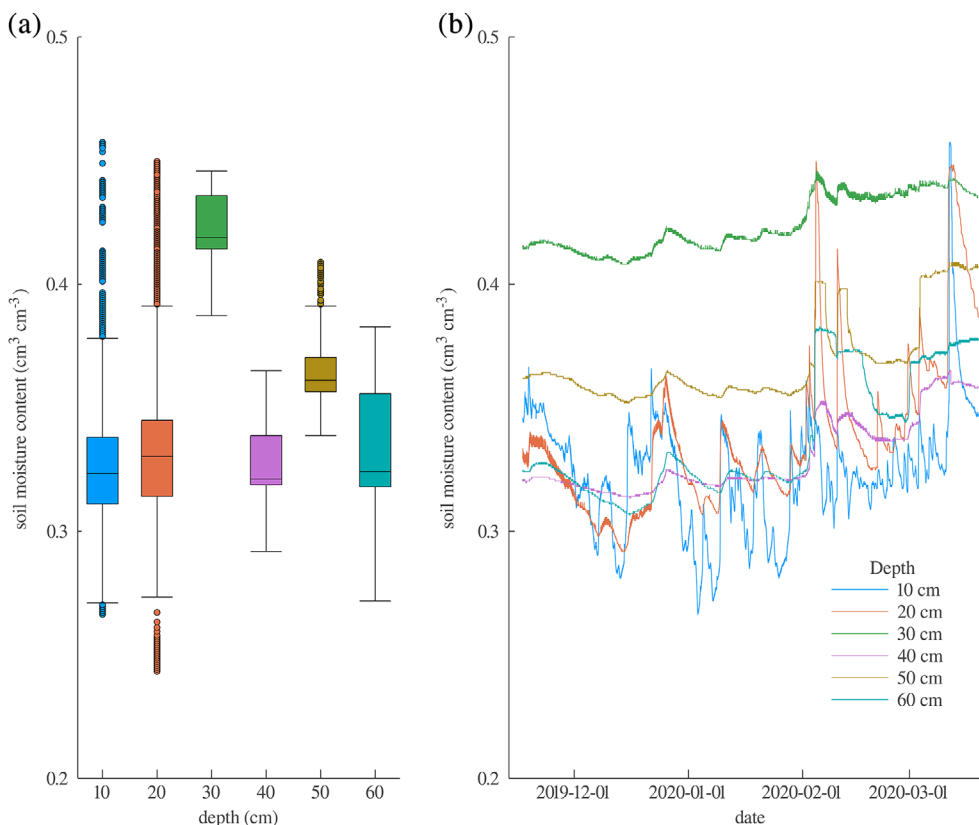 (a)
(b)
soil moisture content (cm³ cm⁻³)
0.5
0.4
0.3
0.2
10 20 30 40 50 60
depth (cm)
soil moisture content (cm³ cm⁻³)
0.5
0.4
0.3
0.2
2019-12-01 2020-01-01 2020-02-01 2020-03-01
date
Depth
10 cm
20 cm
30 cm
40 cm
50 cm
60 cm